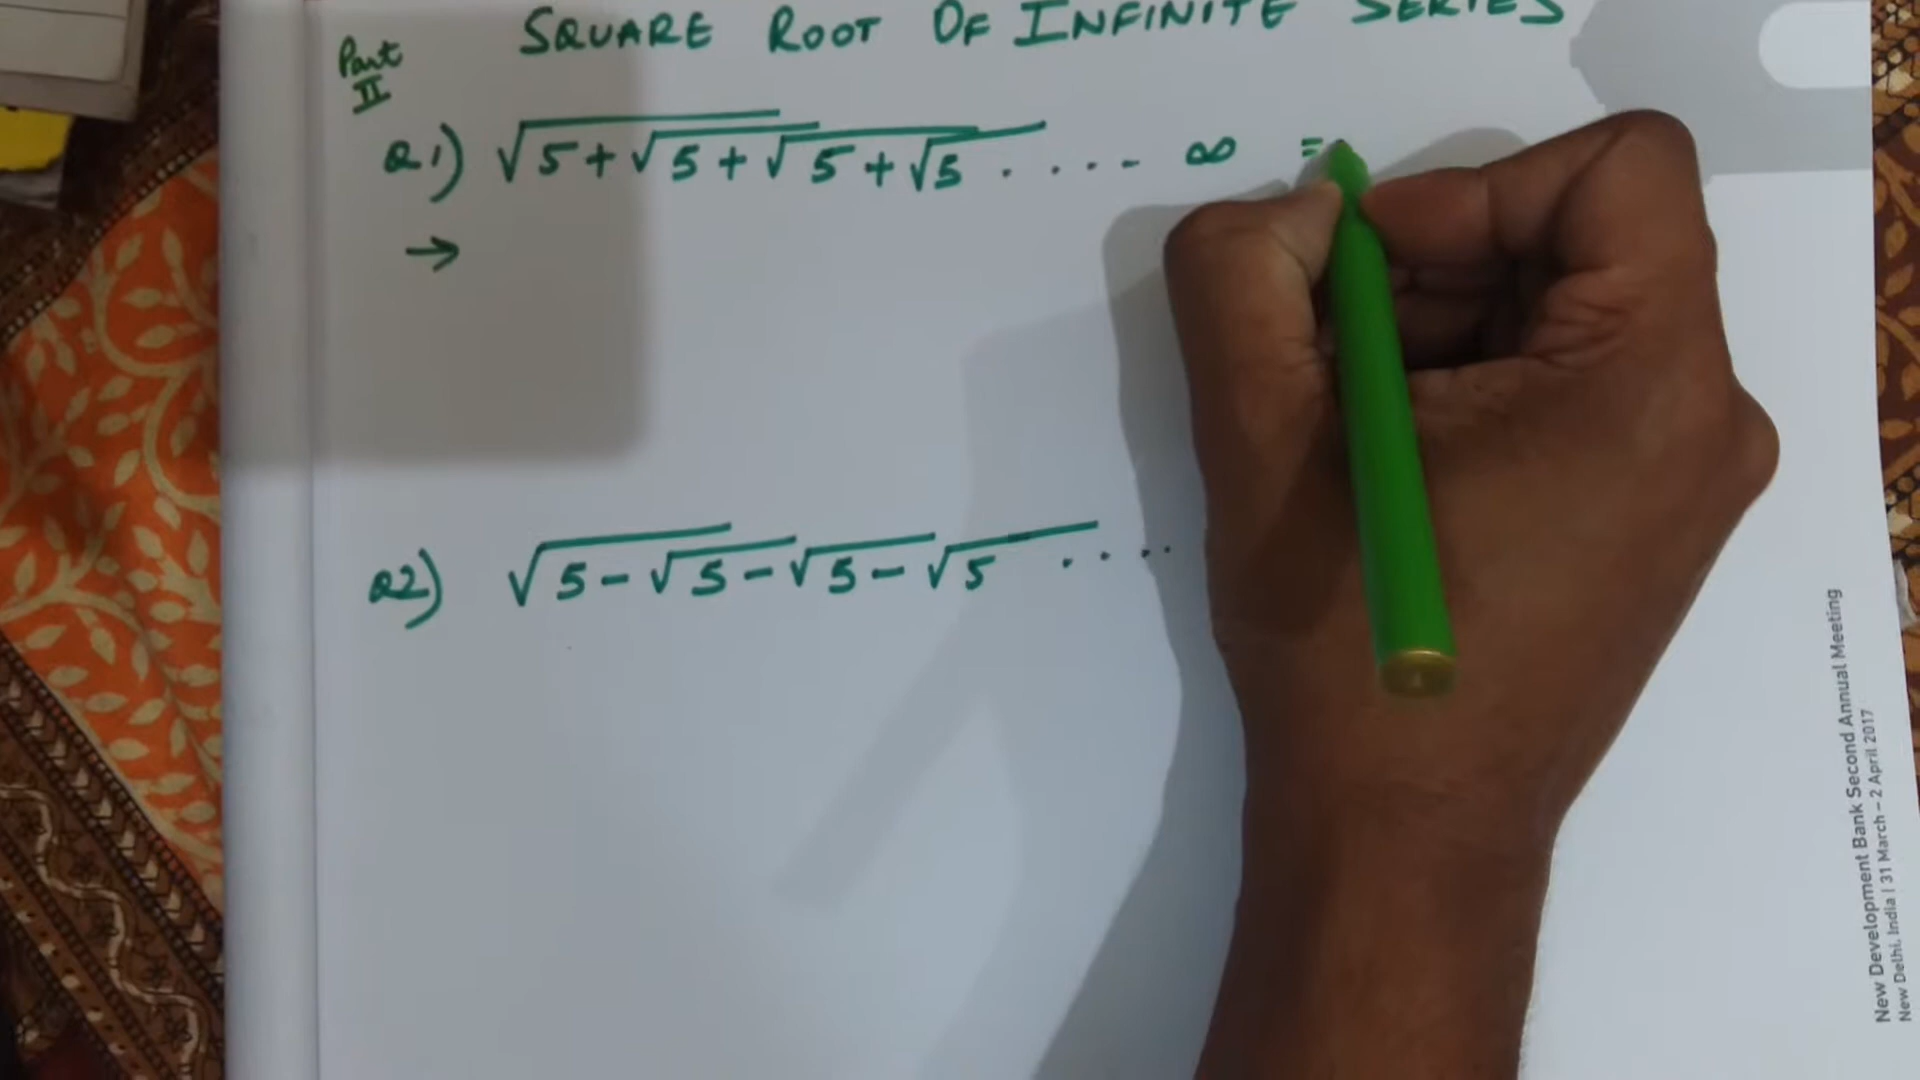 SQUARE ROOT OF INFINITE SERIES
Part
II
Q1) √5+√5+√5+√5 ..... ∞ =
→
Q2) √5-√5-√5-√5 ....
New Development Bank Second Annual Meeting
New Delhi, India | 31 March – 2 April 2017